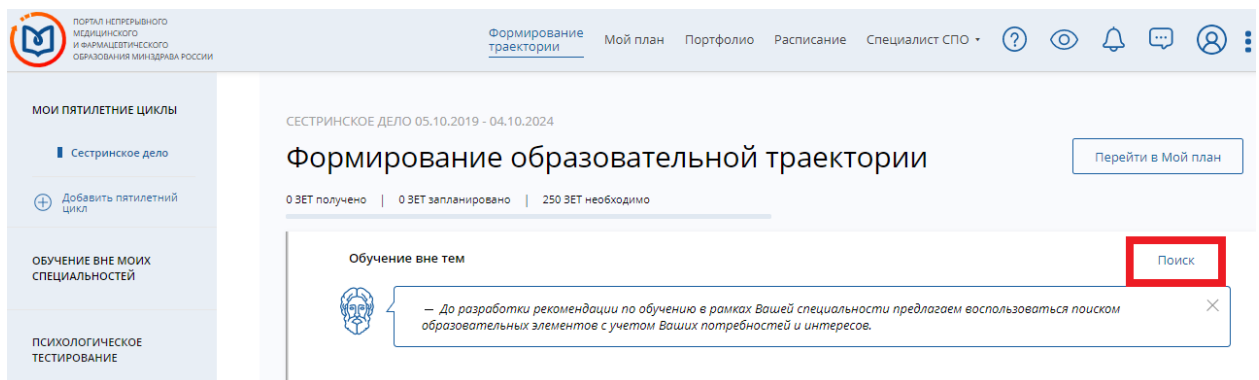 ПОРТАЛ НЕПРЕРЫВНОГО
МЕДИЦИНСКОГО
И ФАРМАЦЕВТИЧЕСКОГО
ОБРАЗОВАНИЯ МИНЗДРАВА РОССИИ
Формирование
траектории
Мой план
Портфолио
Расписание
Специалист СПО
МОИ ПЯТИЛЕТНИЕ ЦИКЛЫ
Сестринское дело
Добавить пятилетний
цикл
ОБУЧЕНИЕ ВНЕ МОИХ
СПЕЦИАЛЬНОСТЕЙ
ПСИХОЛОГИЧЕСКОЕ
ТЕСТИРОВАНИЕ
СЕСТРИНСКОЕ ДЕЛО 05.10.2019 - 04.10.2024
Формирование образовательной траектории
Перейти в Мой план
0 ЗЕТ получено | 0 ЗЕТ запланировано | 250 ЗЕТ необходимо
Обучение вне тем
Поиск
— До разработки рекомендации по обучению в рамках Вашей специальности предлагаем воспользоваться поиском
образовательных элементов с учетом Ваших потребностей и интересов.